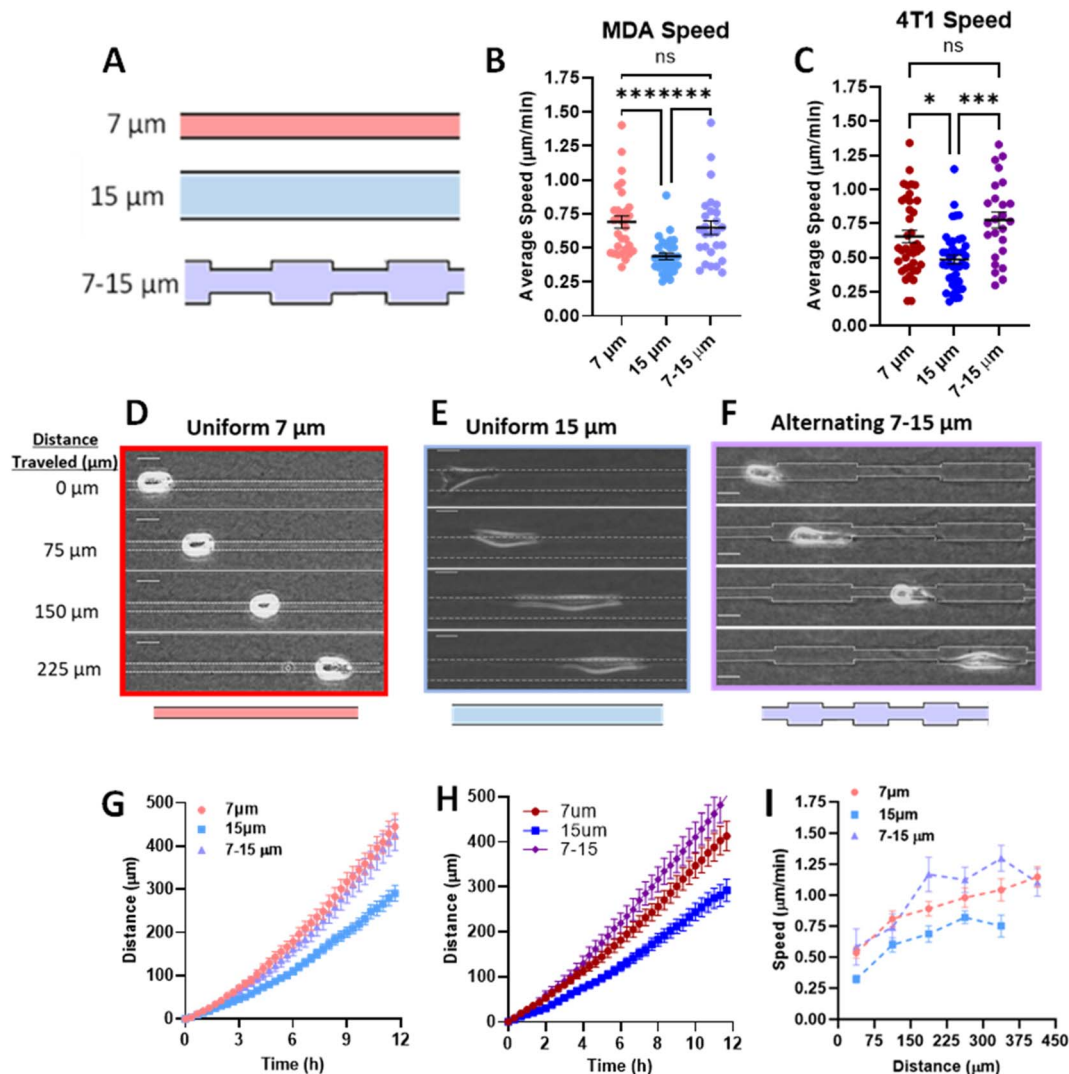 A
7 µm
15 µm
7-15 µm
B
MDA Speed
ns
*******
Average Speed (µm/min)
1.75
1.50
1.25
1.00
0.75
0.50
0.25
0.00
7 µm
15 µm
7-15 µm
C
4T1 Speed
ns
*
***
Average Speed (µm/min)
1.75
1.50
1.25
1.00
0.75
0.50
0.25
0.00
7 µm
15 µm
7-15 µm
Distance
Traveled (µm)
0 µm
75 µm
150 µm
225 µm
D
Uniform 7 µm
E
Uniform 15 µm
F
Alternating 7-15 µm
G
7µm
15µm
7-15 µm
Distance (µm)
500
400
300
200
100
0
0
3
6
9
12
Time (h)
H
7um
15um
7-15
Distance (µm)
500
400
300
200
100
0
0
2
4
6
8
10
12
Time (h)
I
7µm
15µm
7-15 µm
Speed (µm/min)
1.75
1.50
1.25
1.00
0.75
0.50
0.25
0.00
0
75
150
225
300
375
450
Distance (µm)